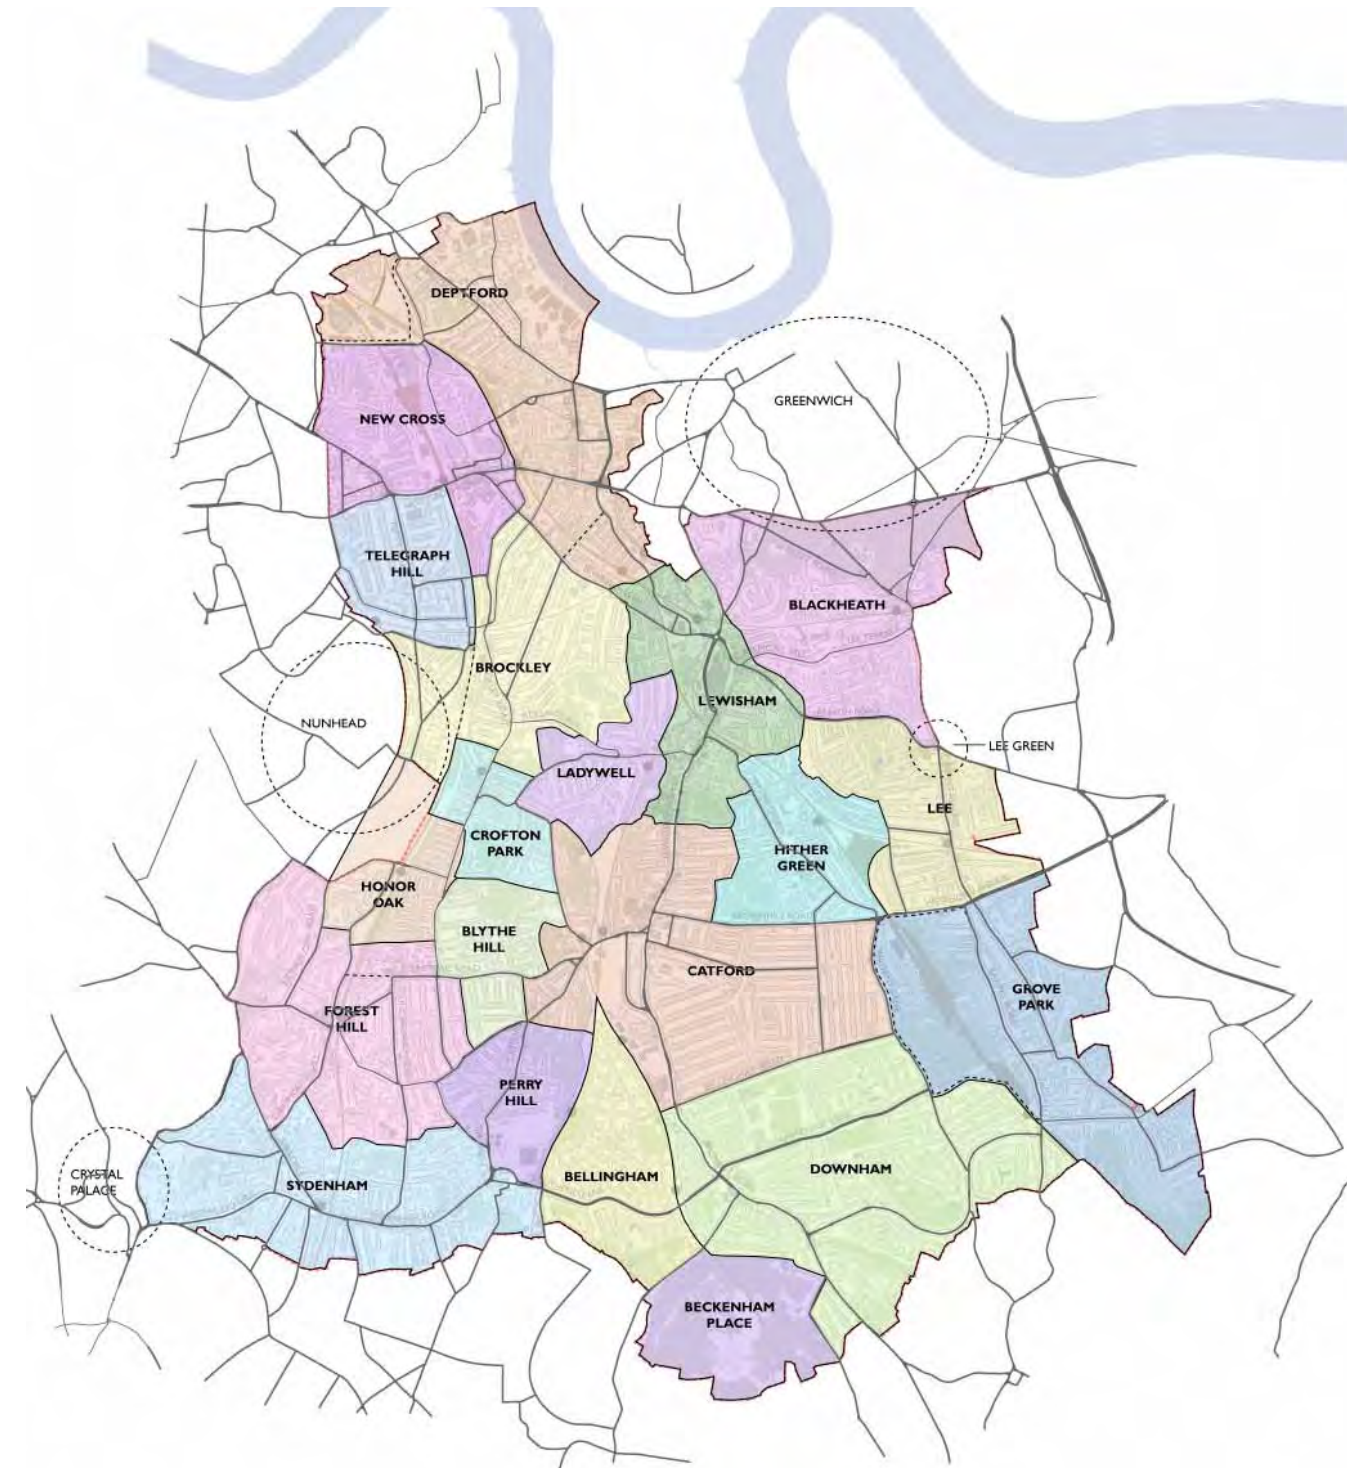 DEPTFORD
GREENWICH
NEW CROSS
TELEGRAPH
HILL
BLACKHEATH
BROCKLEY
LEWISHAM
NUNHEAD
LEE GREEN
LADYWELL
LEE
CROFTON
PARK
HITHER
GREEN
HONOR
OAK
BLYTHE
HILL
CATFORD
GROVE
PARK
FOREST
HILL
PERRY
HILL
CRYSTAL
PALACE
SYDENHAM
BELLINGHAM
DOWNHAM
BECKENHAM
PLACE